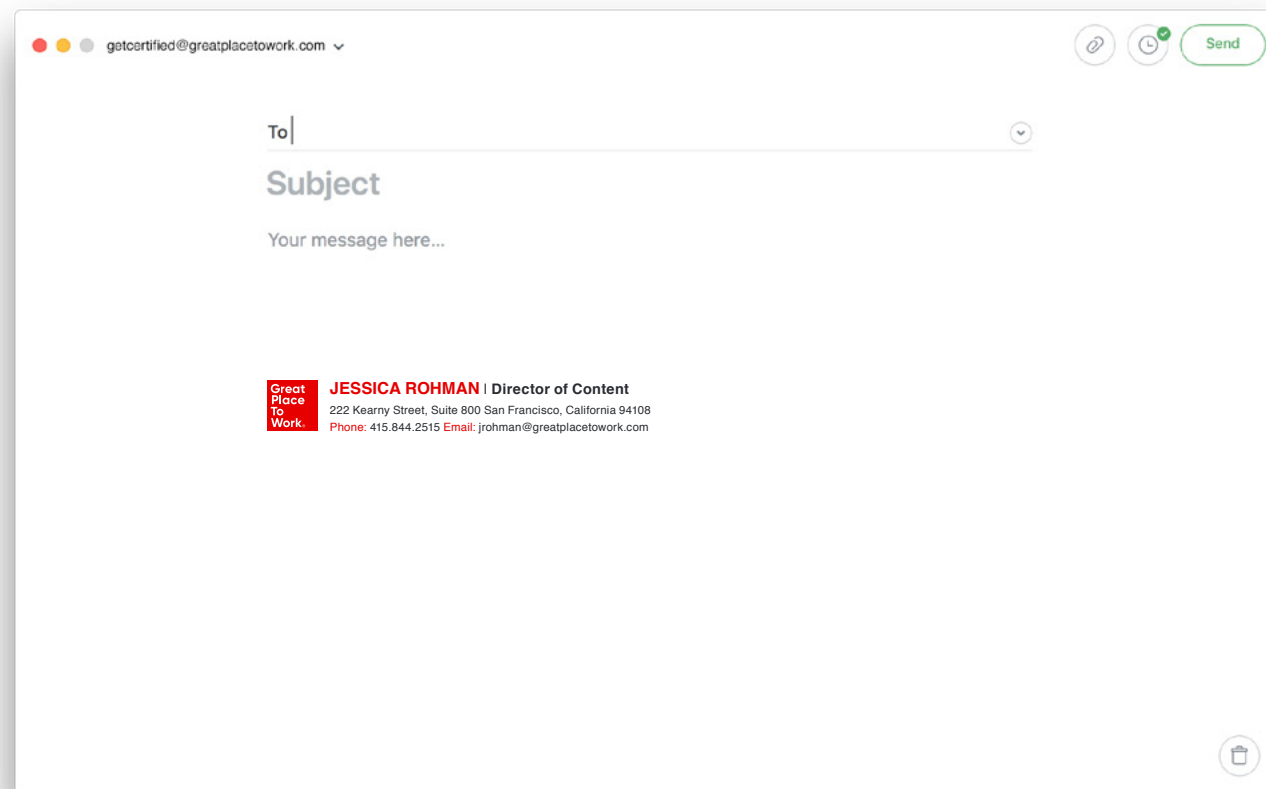 getcertified@greatplacetowork.com
Send
To
Subject
Your message here...
Great
Place
To
Work.
JESSICA ROHMAN | Director of Content
222 Kearny Street, Suite 800 San Francisco, California 94108
Phone: 415.844.2515 Email: jrohman@greatplacetowork.com